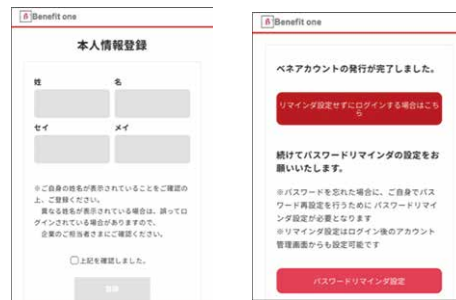 Benefit one
本人情報登録
姓 名
セイ メイ
※ご自身の姓名が表示されていることをご確認の
上、ご登録ください。
異なる姓名が表示されている場合は、誤ってロ
グインされている場合がありますので、
企業のご担当者さまにご確認ください。
上記を確認しました。
登録
Benefit one
ベネアカウントの発行が完了しました。
リマインダ設定せずにログインする場合はこち
ら
続けてパスワードリマインダの設定をお
願いいたします。
※パスワードを忘れた場合に、ご自身でパス
ワード再設定を行うために パスワードリマイ
ンダ設定が必要となります
※リマインダ設定はログイン後のアカウント
管理画面からも設定可能です
パスワードリマインダ設定